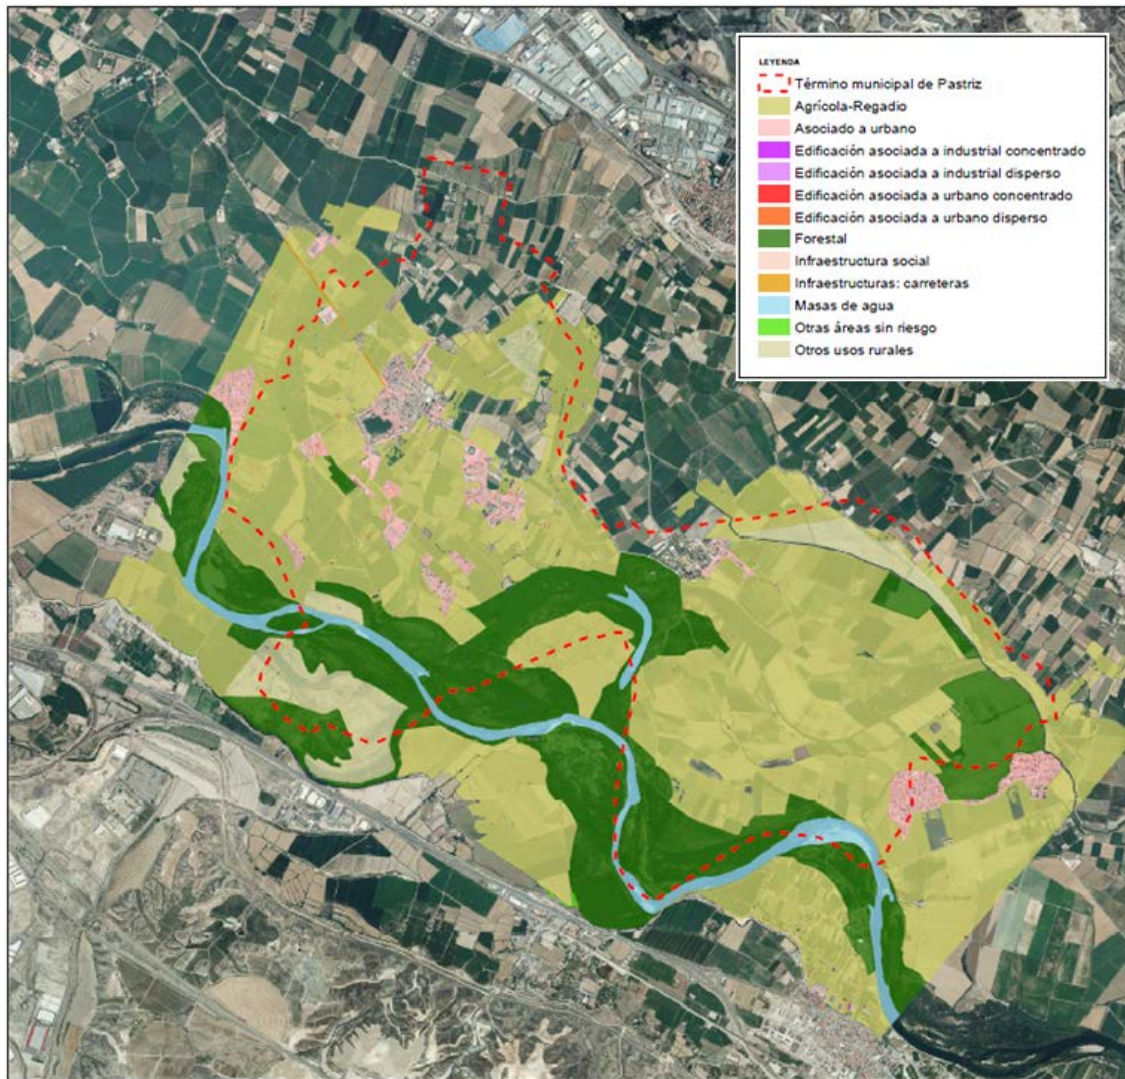 LEYENDA
Término municipal de Pastriz
Agrícola-Regadio
Asociado a urbano
Edificación asociada a industrial concentrado
Edificación asociada a industrial disperso
Edificación asociada a urbano concentrado
Edificación asociada a urbano disperso
Forestal
Infraestructura social
Infraestructuras: carreteras
Masas de agua
Otras áreas sin riesgo
Otros usos rurales